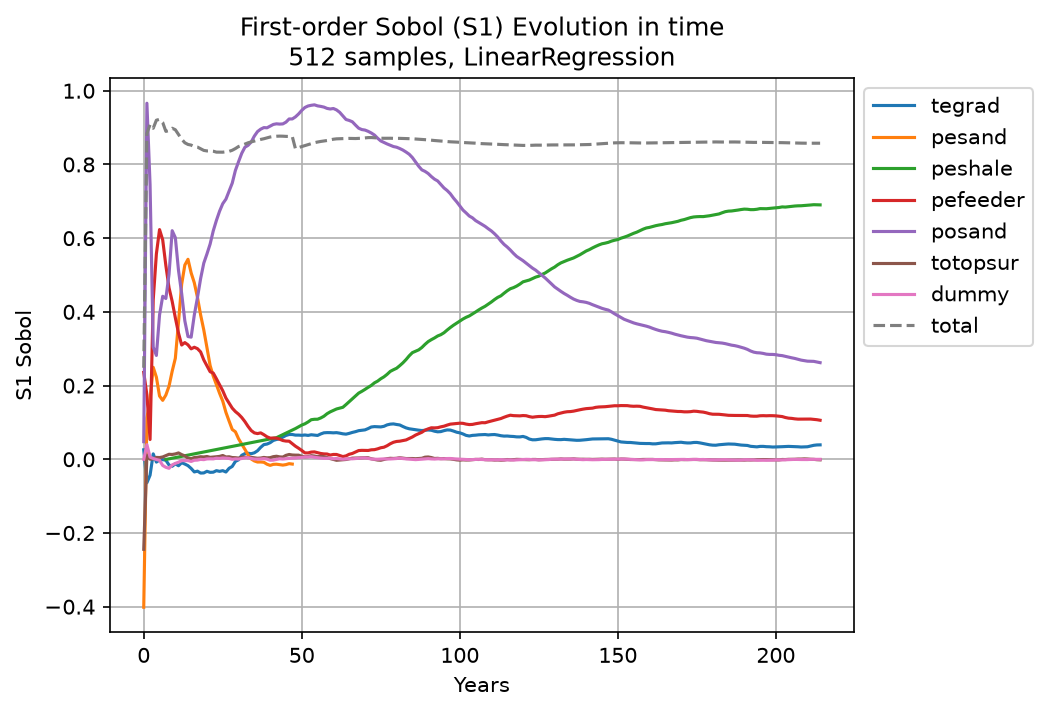 First-order Sobol (S1) Evolution in time
512 samples, LinearRegression
S1 Sobol
1.0
0.8
0.6
0.4
0.2
0.0
−0.2
−0.4
0
50
100
150
200
Years
tegrad
pesand
peshale
pefeeder
posand
totopsur
dummy
total